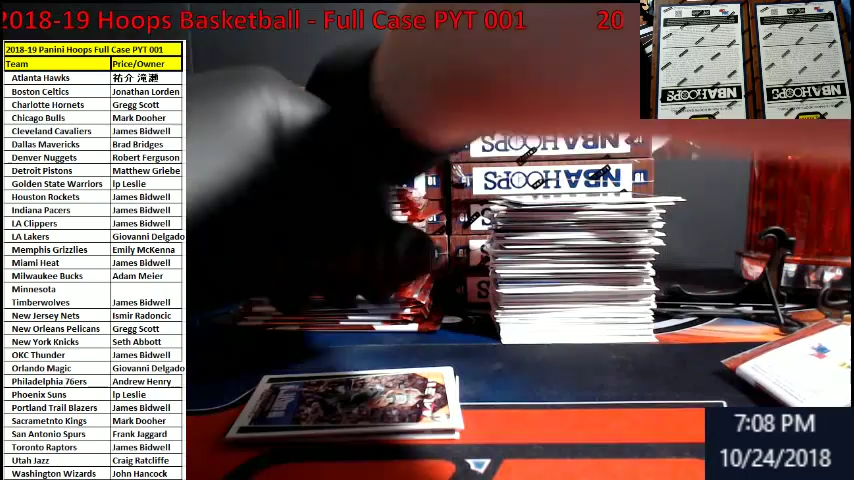 2018-19 Hoops Basketball - Full Case PYT 001 20
2018-19 Panini Hoops Full Case PYT 001
Team Price/Owner
Atlanta Hawks 祐介 滝瀬
Boston Celtics Jonathan Lorden
Charlotte Hornets Gregg Scott
Chicago Bulls Mark Dooher
Cleveland Cavaliers James Bidwell
Dallas Mavericks Brad Bridges
Denver Nuggets Robert Ferguson
Detroit Pistons Matthew Griebe
Golden State Warriors lp Leslie
Houston Rockets James Bidwell
Indiana Pacers James Bidwell
LA Clippers James Bidwell
LA Lakers Giovanni Delgado
Memphis Grizzlies Emily McKenna
Miami Heat James Bidwell
Milwaukee Bucks Adam Meier
Minnesota
Timberwolves James Bidwell
New Jersey Nets Ismir Radoncic
New Orleans Pelicans Gregg Scott
New York Knicks Seth Abbott
OKC Thunder James Bidwell
Orlando Magic Giovanni Delgado
Philadelphia 76ers Andrew Henry
Phoenix Suns lp Leslie
Portland Trail Blazers James Bidwell
Sacrametnto Kings Mark Dooher
San Antonio Spurs Frank Jaggard
Toronto Raptors James Bidwell
Utah Jazz Craig Ratcliffe
Washington Wizards John Hancock
NBA HOOPS
NBA HOOPS
NBA HOOPS
NBA HOOPS
7:08 PM
10/24/2018